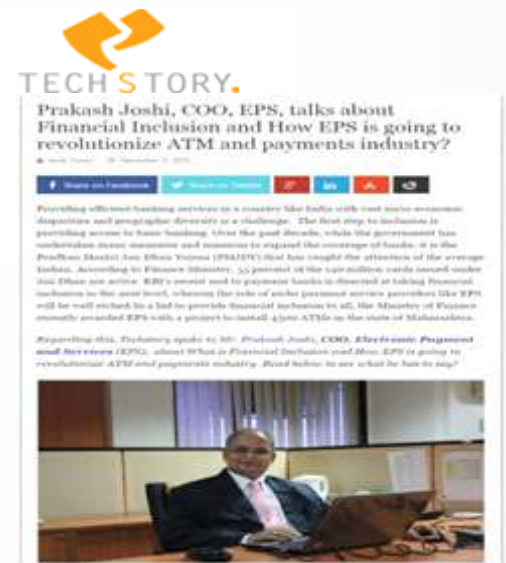 TECHSTORY.
Prakash Joshi, COO, EPS, talks about
Financial Inclusion and How EPS is going to
revolutionize ATM and payments industry?
Share on Facebook
Share on Twitter
in
Providing efficient banking services in a country like India with vast socio-economic
disparities and geographic diversity is a challenge. The first step to inclusion is
providing access to basic banking. Over the past decade, while the government has
undertaken many measures and missions to expand the coverage of banks, it is the
Pradhan Mantri Jan Dhan Yojna (PMJDY) that has caught the attention of the average
Indian. According to Finance Ministry, 55 percent of the million cards issued under
Jan Dhan are active. RBI's recent nod to payment banks is directed at taking financial
inclusion to the next level, wherein the role of niche payment service providers like EPS
will be well etched in a bid to provide financial inclusion to all, the Ministry of Finance
recently awarded EPS with a project to install ATMs in the state of Maharashtra.
Regarding this, Techstory spoke to Mr. Prakash Joshi, COO, Electronic Payment
and Services (EPS), about What is Financial Inclusion and How EPS is going to
revolutionize ATM and payments industry. Read below to see what he has to say?